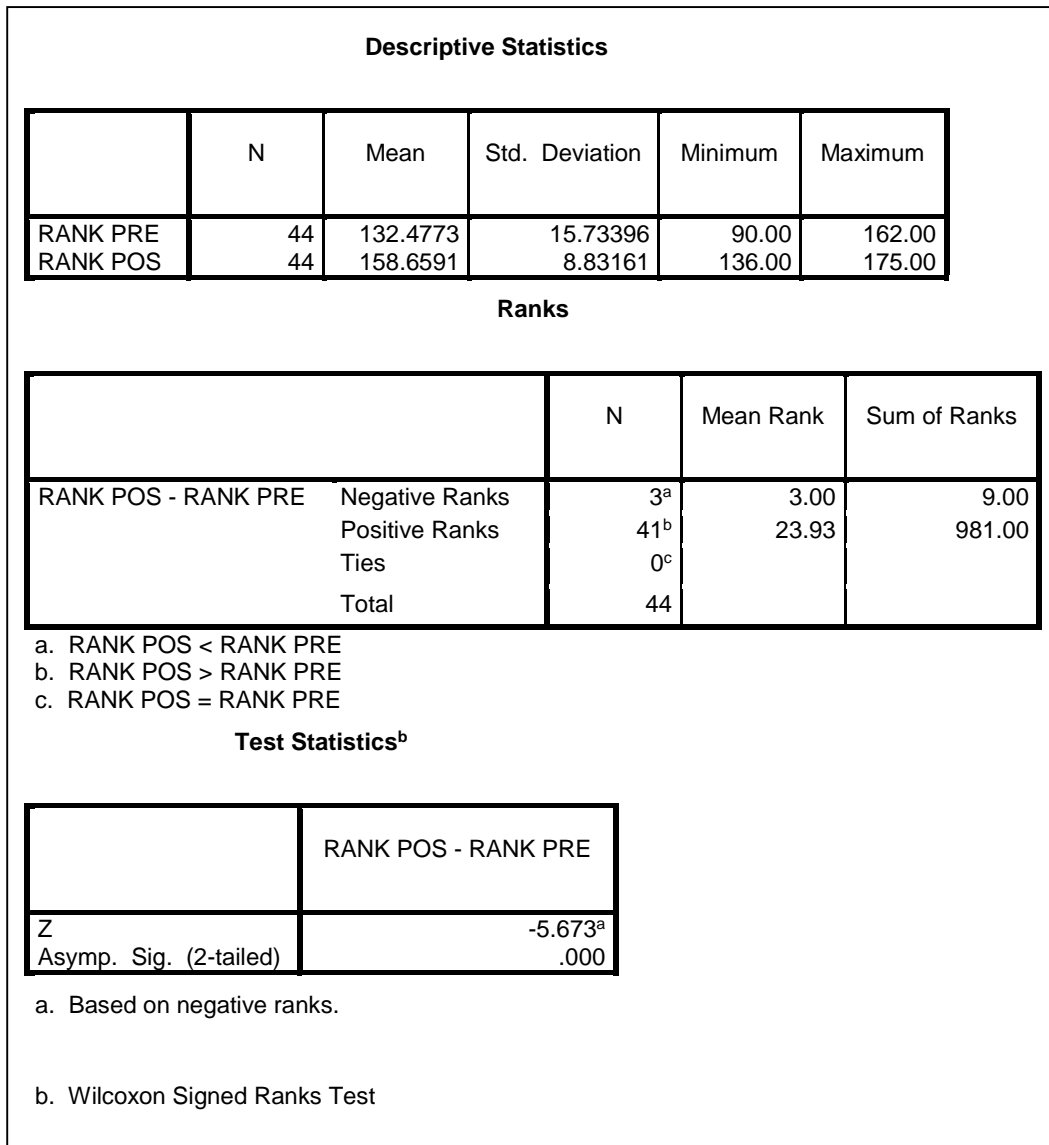 Descriptive Statistics
N Mean Std. Deviation Minimum Maximum
RANK PRE 44 132.4773 15.73396 90.00 162.00
RANK POS 44 158.6591 8.83161 136.00 175.00
Ranks
N Mean Rank Sum of Ranks
RANK POS - RANK PRE Negative Ranks 3a 3.00 9.00
Positive Ranks 41b 23.93 981.00
Ties 0c
Total 44
a. RANK POS < RANK PRE
b. RANK POS > RANK PRE
c. RANK POS = RANK PRE
Test Statisticsb
RANK POS - RANK PRE
Z -5.673a
Asymp. Sig. (2-tailed) .000
a. Based on negative ranks.
b. Wilcoxon Signed Ranks Test